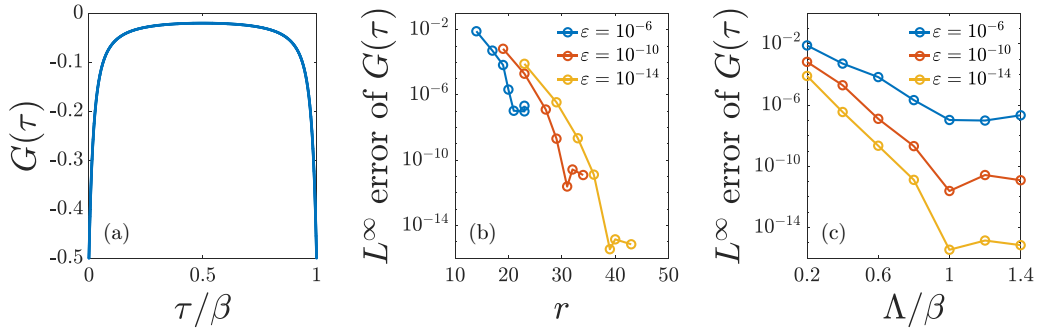 0
-0.1
-0.2
-0.3
-0.4
-0.5
G(τ)
(a)
0
0.5
1
τ/β
10⁻²
10⁻⁶
10⁻¹⁰
10⁻¹⁴
L^∞ error of G(τ)
ε = 10⁻⁶
ε = 10⁻¹⁰
ε = 10⁻¹⁴
(b)
10
20
30
40
50
r
10⁻²
10⁻⁶
10⁻¹⁰
10⁻¹⁴
L^∞ error of G(τ)
ε = 10⁻⁶
ε = 10⁻¹⁰
ε = 10⁻¹⁴
(c)
0.2
0.6
1
1.4
Λ/β